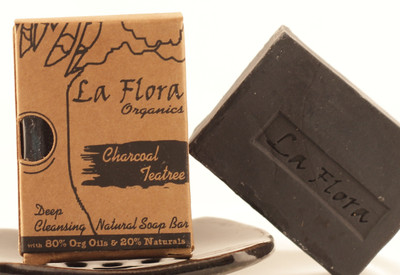 La Flora
Organics
Charcoal
Teatree
Deep
Cleansing Natural Soap Bar
with 80% Org Oils & 20% Naturals
La Flora